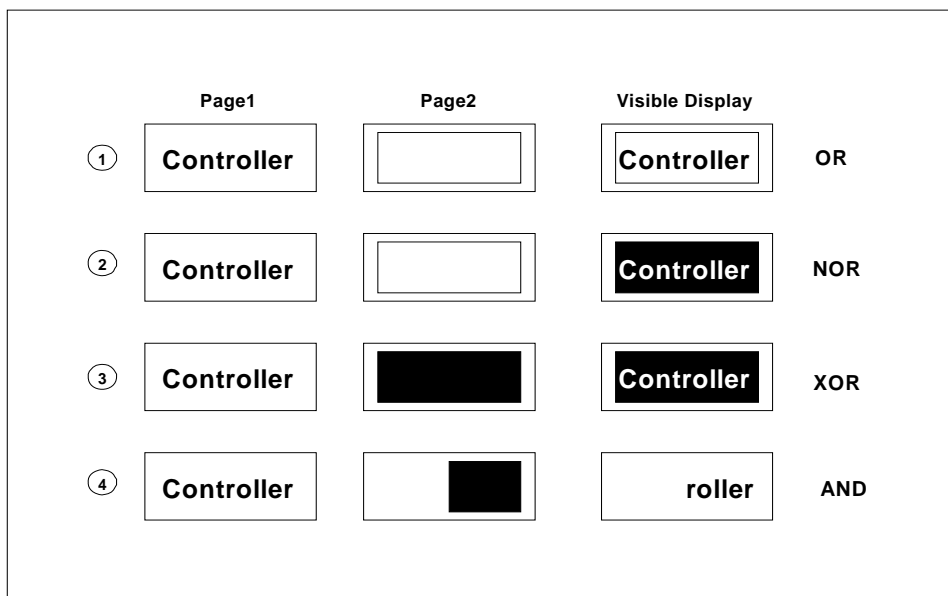 Page1 Page2 Visible Display
1 Controller Controller OR
2 Controller Controller NOR
3 Controller Controller XOR
4 Controller roller AND